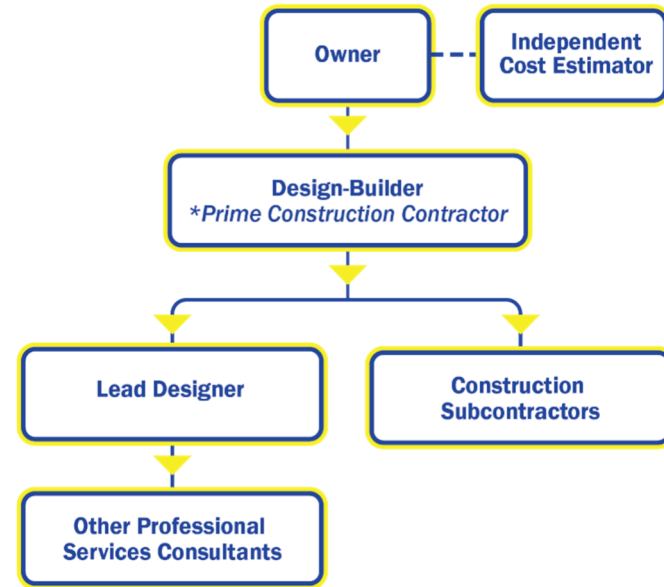 Owner
Independent
Cost Estimator
Design-Builder
*Prime Construction Contractor
Lead Designer
Construction
Subcontractors
Other Professional
Services Consultants